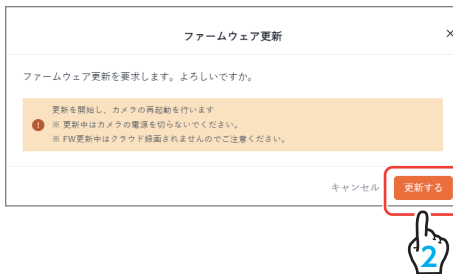 ファームウェア更新
×
ファームウェア更新を要求します。よろしいですか。
更新を開始し、カメラの再起動を行います
※ 更新中はカメラの電源を切らないでください。
※ FW更新中はクラウド録画されませんのでご注意ください。
キャンセル 更新する
2